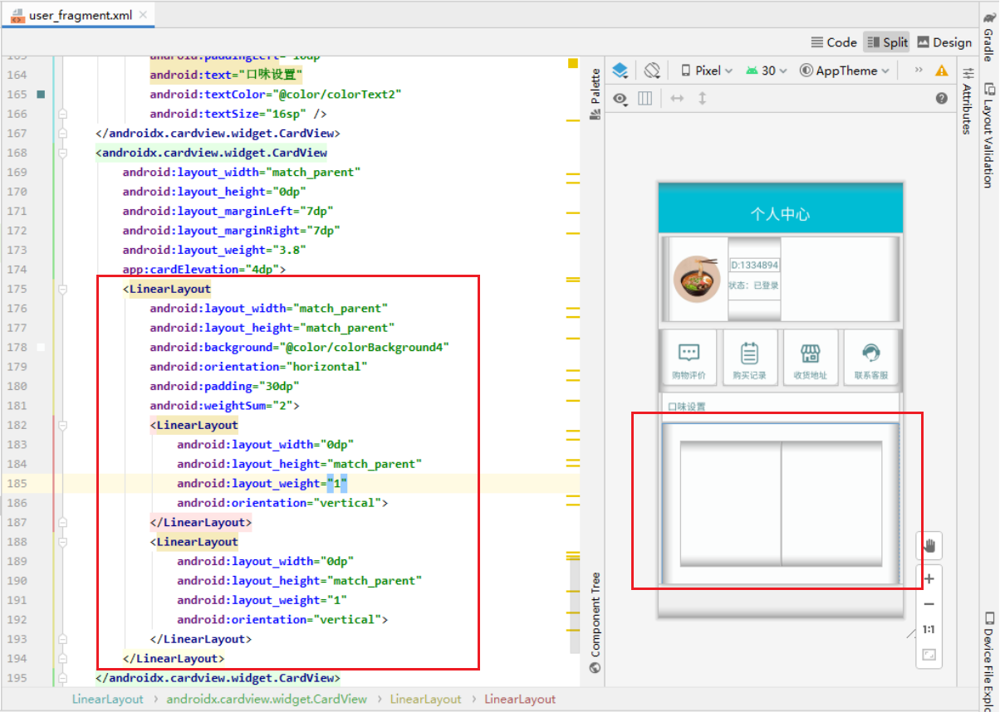 user_fragment.xml
Code Split Design
Gradle
Layout Validation
Device File Explo
Attributes
Palette
Component Tree
Pixel 30 AppTheme
163 android:paddingLeft="10dp"
164 android:text="口味设置"
165 android:textColor="@color/colorText2"
166 android:textSize="16sp" />
167 </androidx.cardview.widget.CardView>
168 <androidx.cardview.widget.CardView
169 android:layout_width="match_parent"
170 android:layout_height="0dp"
171 android:layout_marginLeft="7dp"
172 android:layout_marginRight="7dp"
173 android:layout_weight="3.8"
174 app:cardElevation="4dp">
175 <LinearLayout
176 android:layout_width="match_parent"
177 android:layout_height="match_parent"
178 android:background="@color/colorBackground4"
179 android:orientation="horizontal"
180 android:padding="30dp"
181 android:weightSum="2">
182 <LinearLayout
183 android:layout_width="0dp"
184 android:layout_height="match_parent"
185 android:layout_weight="1"
186 android:orientation="vertical">
187 </LinearLayout>
188 <LinearLayout
189 android:layout_width="0dp"
190 android:layout_height="match_parent"
191 android:layout_weight="1"
192 android:orientation="vertical">
193 </LinearLayout>
194 </LinearLayout>
195 </androidx.cardview.widget.CardView>
个人中心
D:1334894
状态：已登录
购物评价 购买记录 收货地址 联系客服
口味设置
1:1
LinearLayout › androidx.cardview.widget.CardView › LinearLayout › LinearLayout